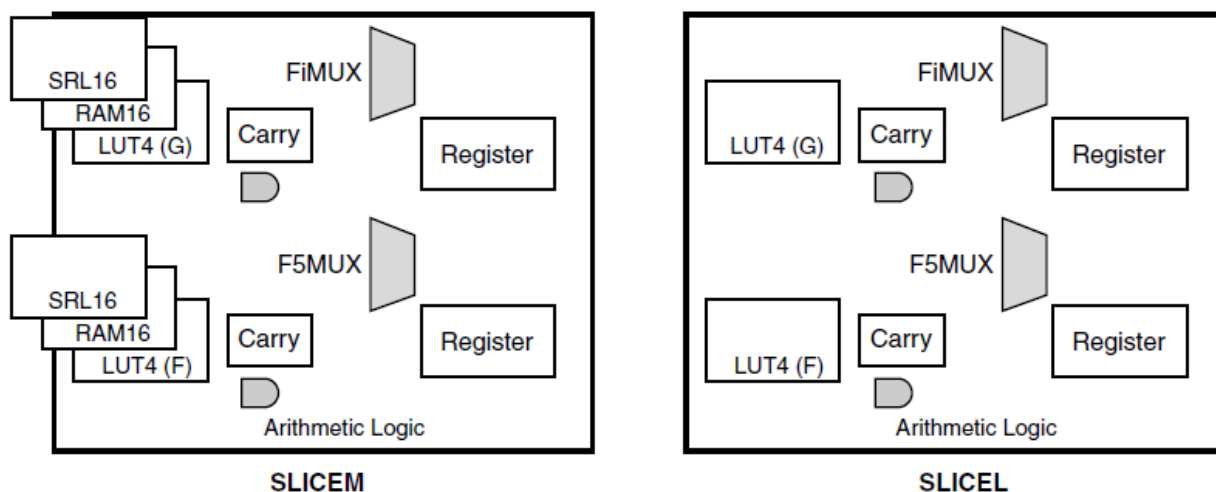 SRL16
RAM16
LUT4 (G)
Carry
FiMUX
Register
SRL16
RAM16
LUT4 (F)
Carry
F5MUX
Register
Arithmetic Logic
SLICEM
LUT4 (G)
Carry
FiMUX
Register
LUT4 (F)
Carry
F5MUX
Register
Arithmetic Logic
SLICEL